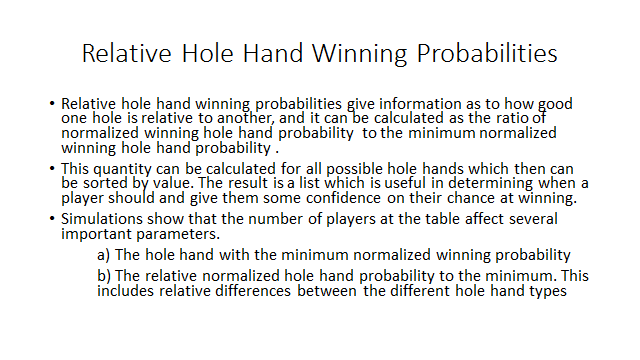 Relative Hole Hand Winning Probabilities
• Relative hole hand winning probabilities give information as to how good
one hole is relative to another, and it can be calculated as the ratio of
normalized winning hole hand probability to the minimum normalized
winning hole hand probability .
• This quantity can be calculated for all possible hole hands which then can
be sorted by value. The result is a list which is useful in determining when a
player should and give them some confidence on their chance at winning.
• Simulations show that the number of players at the table affect several
important parameters.
a) The hole hand with the minimum normalized winning probability
b) The relative normalized hole hand probability to the minimum. This
includes relative differences between the different hole hand types